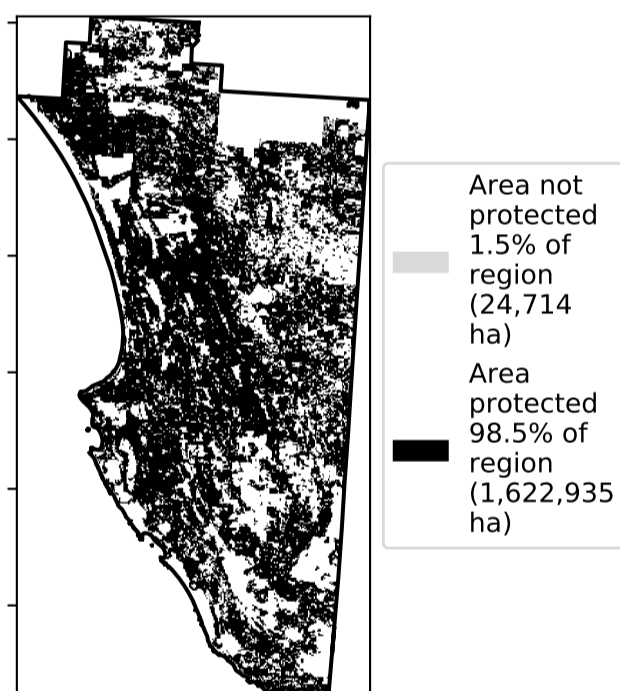 Area not
protected
1.5% of
region
(24,714
ha)
Area
protected
98.5% of
region
(1,622,935
ha)